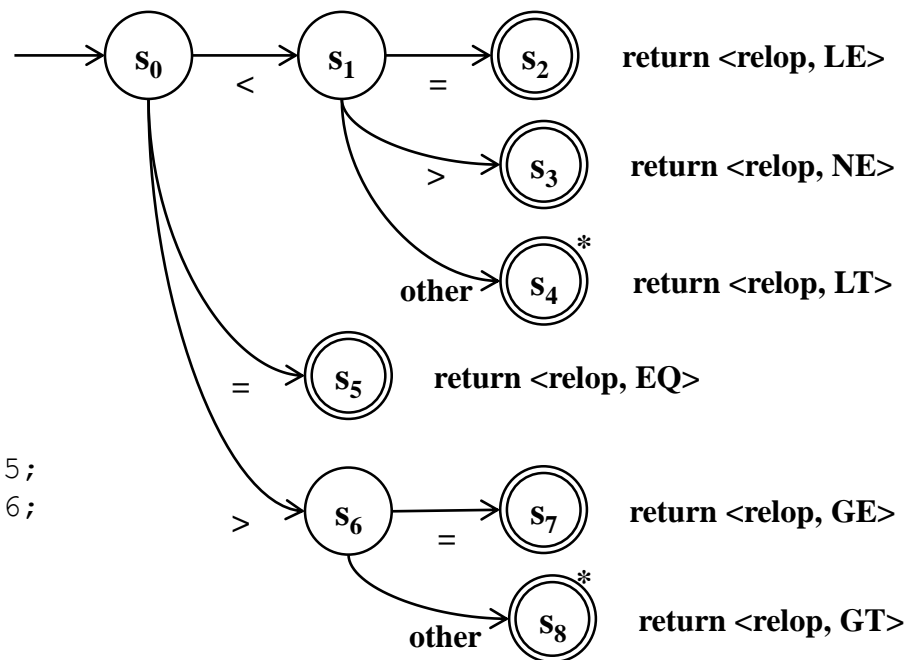 s0 < s1 = s2 return <relop, LE>
> s3 return <relop, NE>
*
other s4 return <relop, LT>
= s5 return <relop, EQ>
5;
6;
> s6 = s7 return <relop, GE>
*
other s8 return <relop, GT>